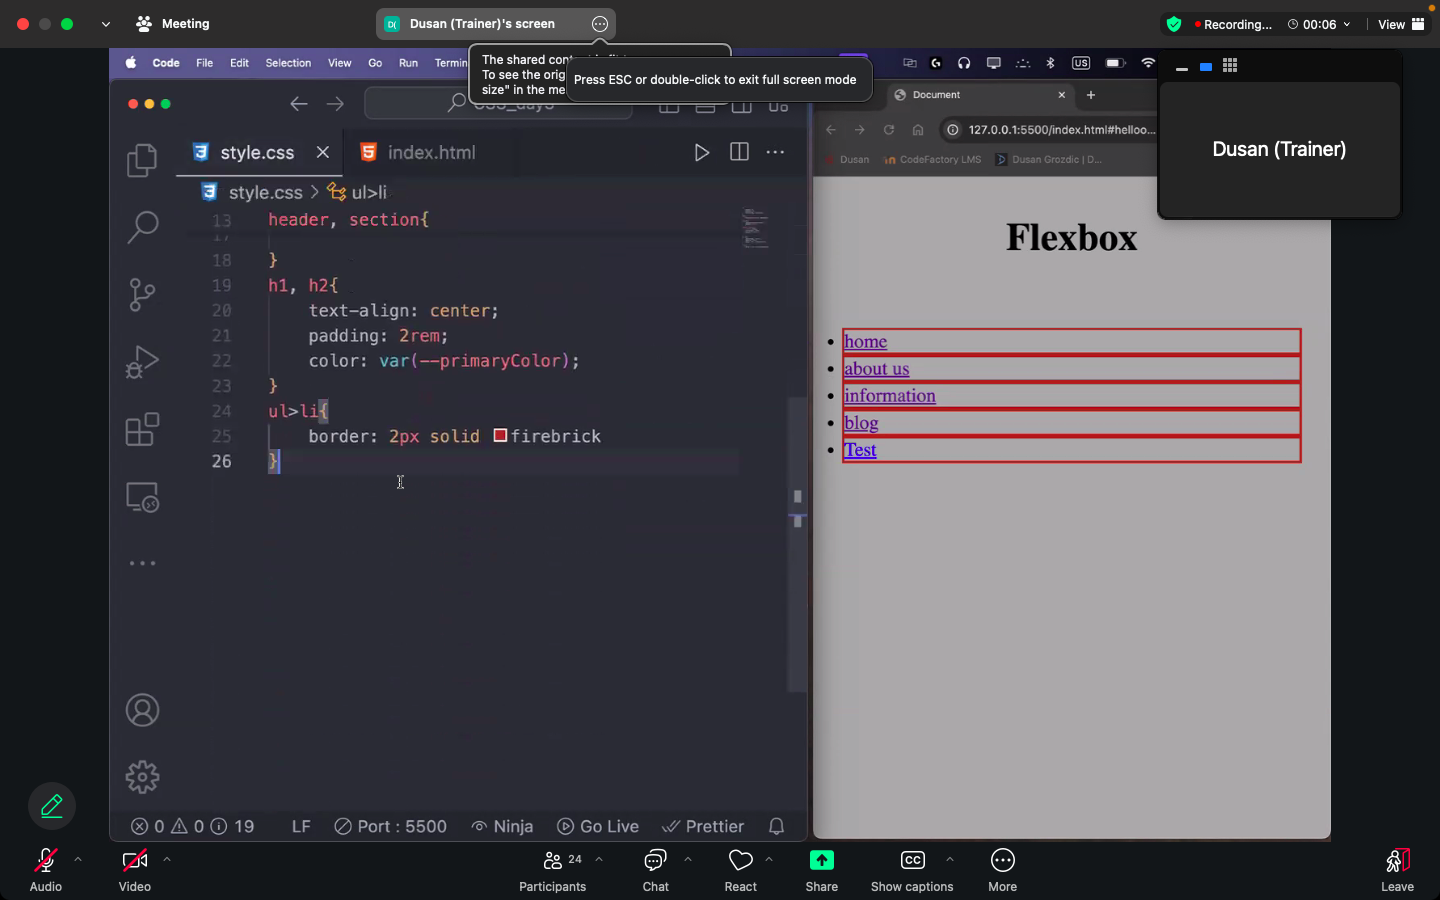 Meeting
D( Dusan (Trainer)'s screen
Recording...
00:06
View
Code File Edit Selection View Go Run Termin
US
The shared cont
To see the orig
size" in the me
Press ESC or double-click to exit full screen mode
Document
127.0.0.1:5500/index.html#helloo...
Dusan
in CodeFactory LMS
Dusan Grozdic | D...
Dusan (Trainer)
style.css
index.html
style.css > ul>li
13 header, section{
17
18 }
19 h1, h2{
20 text-align: center;
21 padding: 2rem;
22 color: var(--primaryColor);
23 }
24 ul>li{
25 border: 2px solid firebrick
26 }
Flexbox
home
about us
information
blog
Test
0 0 19 LF Port : 5500 Ninja Go Live Prettier
Audio
Video
24
Participants
Chat
React
Share
CC
Show captions
More
Leave